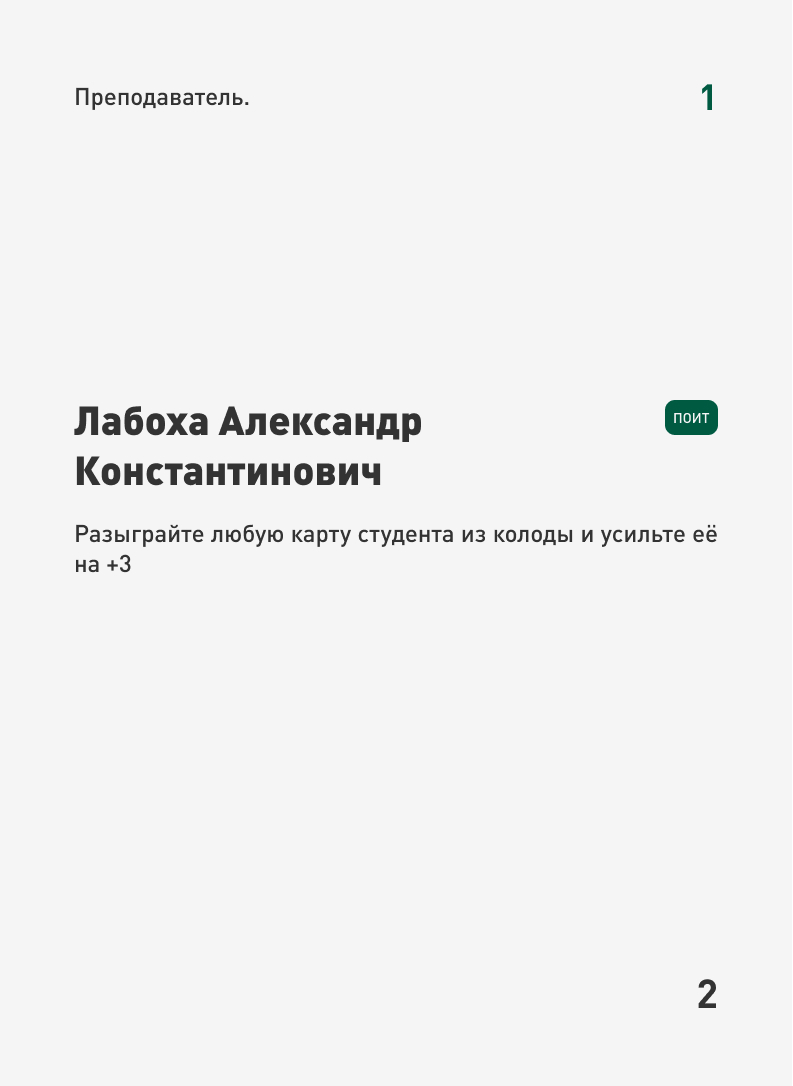 Преподаватель.
1
Лабоха Александр
Константинович
ПОИТ
Разыграйте любую карту студента из колоды и усильте её
на +3
2